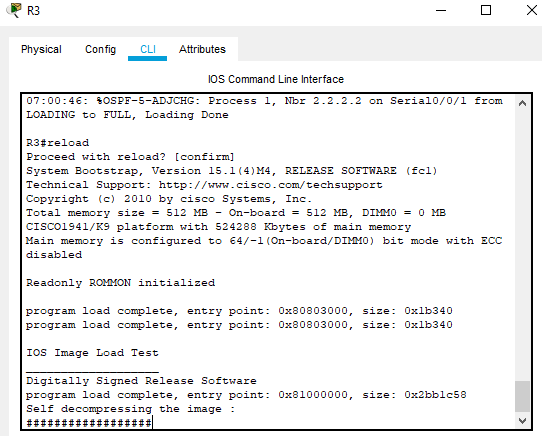 R3
Physical Config CLI Attributes
IOS Command Line Interface
07:00:46: %OSPF-5-ADJCHG: Process 1, Nbr 2.2.2.2 on Serial0/0/1 from
LOADING to FULL, Loading Done
R3#reload
Proceed with reload? [confirm]
System Bootstrap, Version 15.1(4)M4, RELEASE SOFTWARE (fc1)
Technical Support: http://www.cisco.com/techsupport
Copyright (c) 2010 by cisco Systems, Inc.
Total memory size = 512 MB - On-board = 512 MB, DIMM0 = 0 MB
CISCO1941/K9 platform with 524288 Kbytes of main memory
Main memory is configured to 64/-1(On-board/DIMM0) bit mode with ECC
disabled
Readonly ROMMON initialized
program load complete, entry point: 0x80803000, size: 0x1b340
program load complete, entry point: 0x80803000, size: 0x1b340
IOS Image Load Test
___________________
Digitally Signed Release Software
program load complete, entry point: 0x81000000, size: 0x2bb1c58
Self decompressing the image :
##################